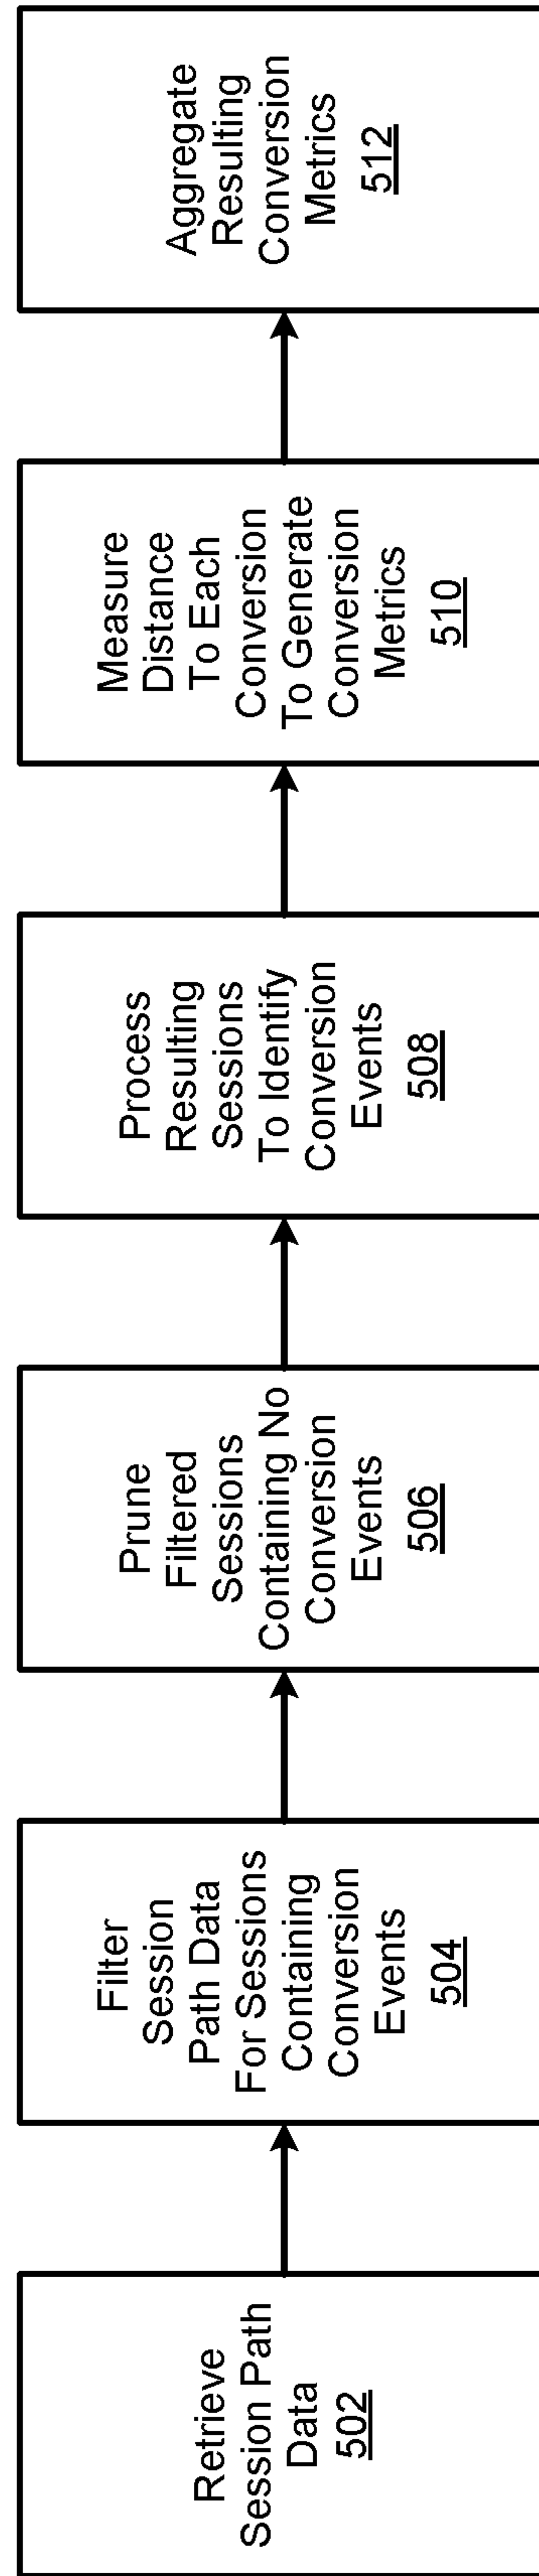 Retrieve
Session Path
Data
502
Filter
Session
Path Data
For Sessions
Containing
Conversion
Events
504
Prune
Filtered
Sessions
Containing No
Conversion
Events
506
Process
Resulting
Sessions
To Identify
Conversion
Events
508
Measure
Distance
To Each
Conversion
To Generate
Conversion
Metrics
510
Aggregate
Resulting
Conversion
Metrics
512